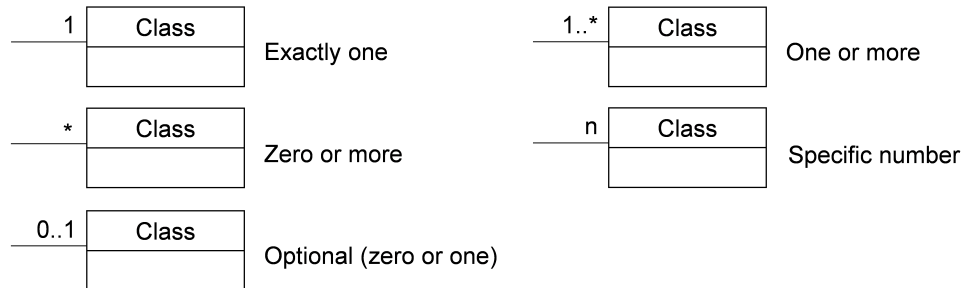 1
Class
Exactly one
*
Class
Zero or more
0..1
Class
Optional (zero or one)
1..*
Class
One or more
n
Class
Specific number